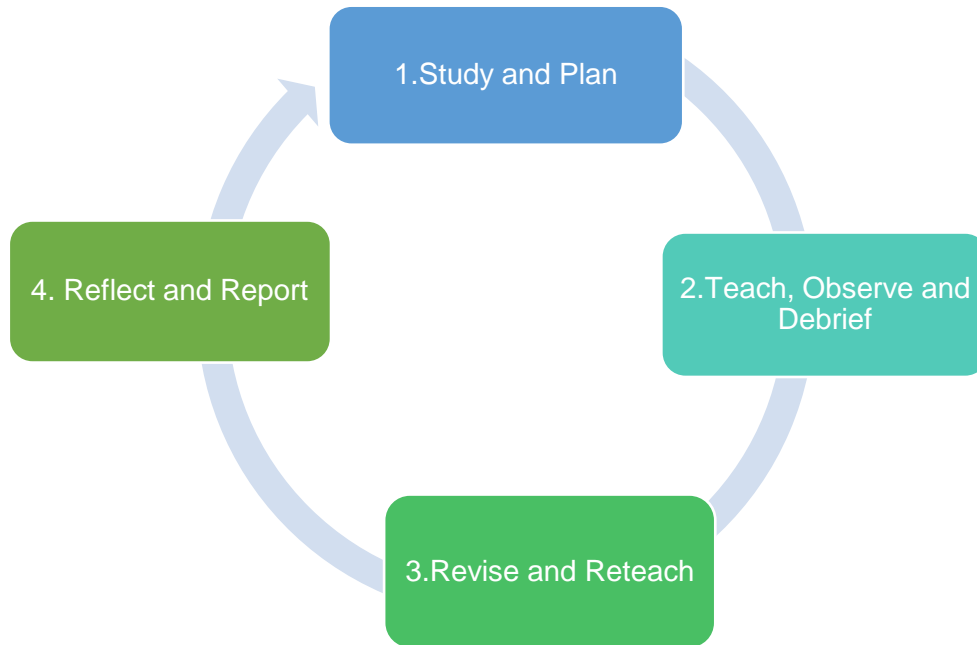 1.Study and Plan
2.Teach, Observe and
Debrief
3.Revise and Reteach
4. Reflect and Report